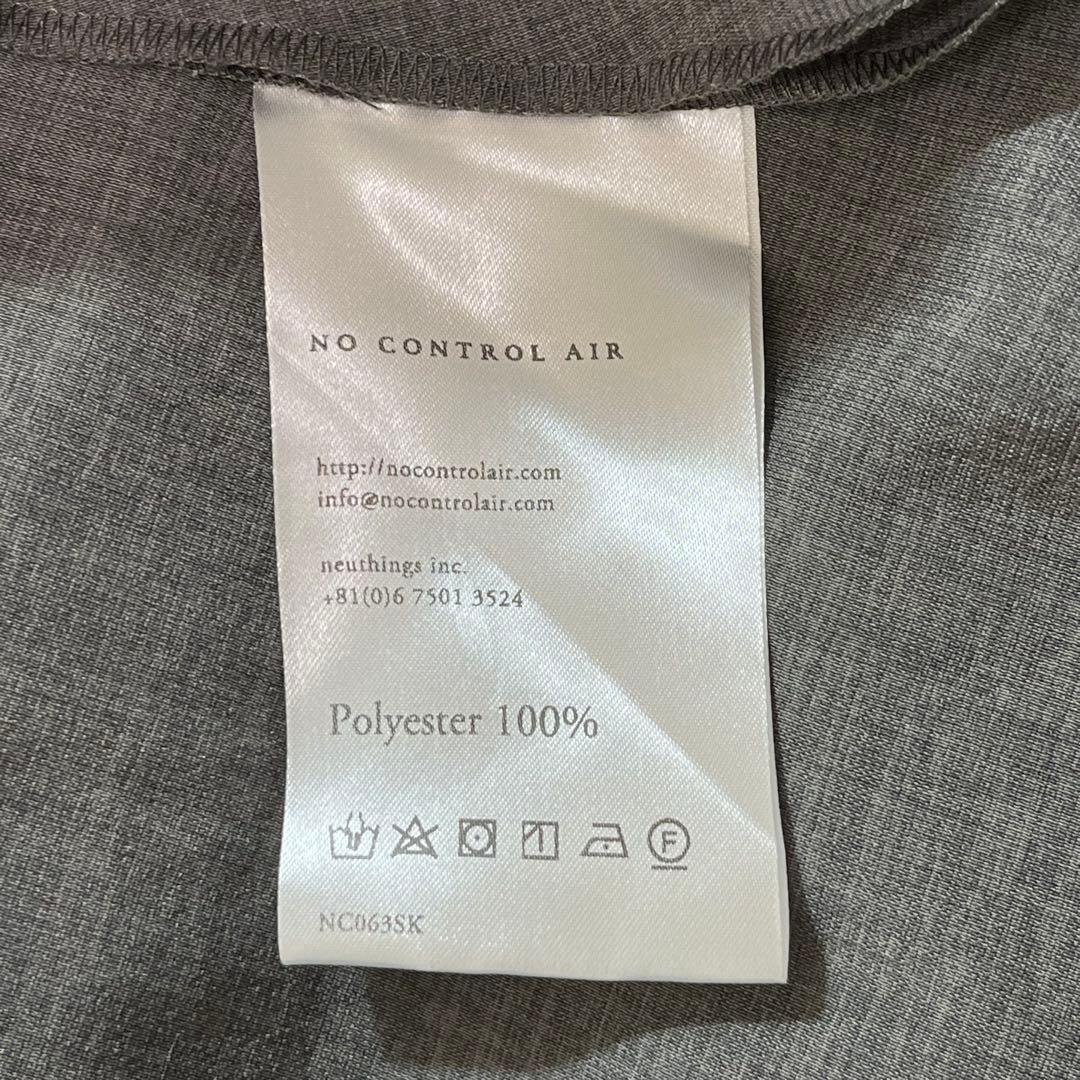 NO CONTROL AIR
http://nocontrolair.com
info@nocontrolair.com
neuthings inc.
+81(0)6 7501 3524
Polyester 100%
F
NC063SK